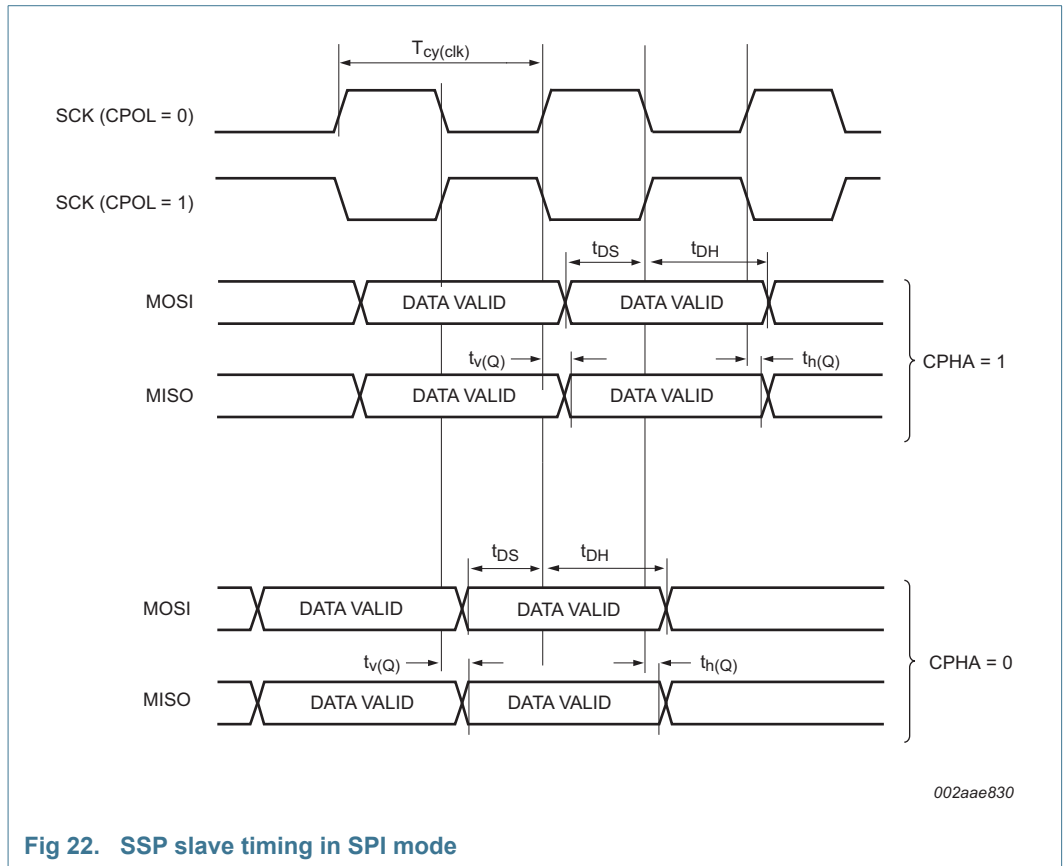 Tcy(clk)
SCK (CPOL = 0)
SCK (CPOL = 1)
tDS tDH
MOSI DATA VALID DATA VALID
tv(Q) th(Q)
CPHA = 1
MISO DATA VALID DATA VALID
tDS tDH
MOSI DATA VALID DATA VALID
tv(Q) th(Q)
CPHA = 0
MISO DATA VALID DATA VALID
002aae830
Fig 22. SSP slave timing in SPI mode